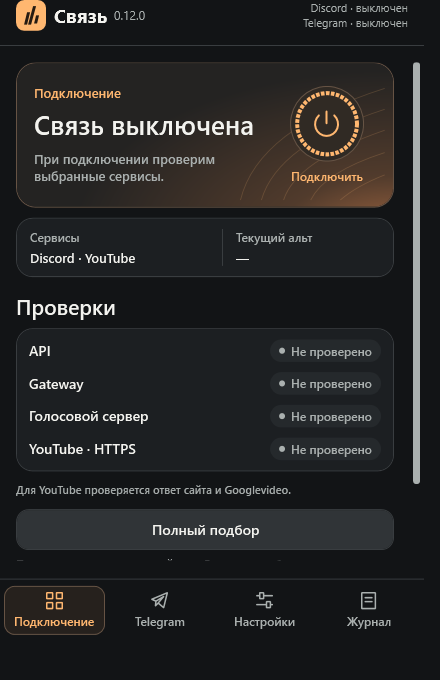 Связь 0.12.0
Discord · выключен
Telegram · выключен
Подключение
Связь выключена
При подключении проверим
выбранные сервисы.
Подключить
Сервисы
Discord · YouTube
Текущий альт
—
Проверки
API
Не проверено
Gateway
Не проверено
Голосовой сервер
Не проверено
YouTube · HTTPS
Не проверено
Для YouTube проверяется ответ сайта и Googlevideo.
Полный подбор
Подключение
Telegram
Настройки
Журнал